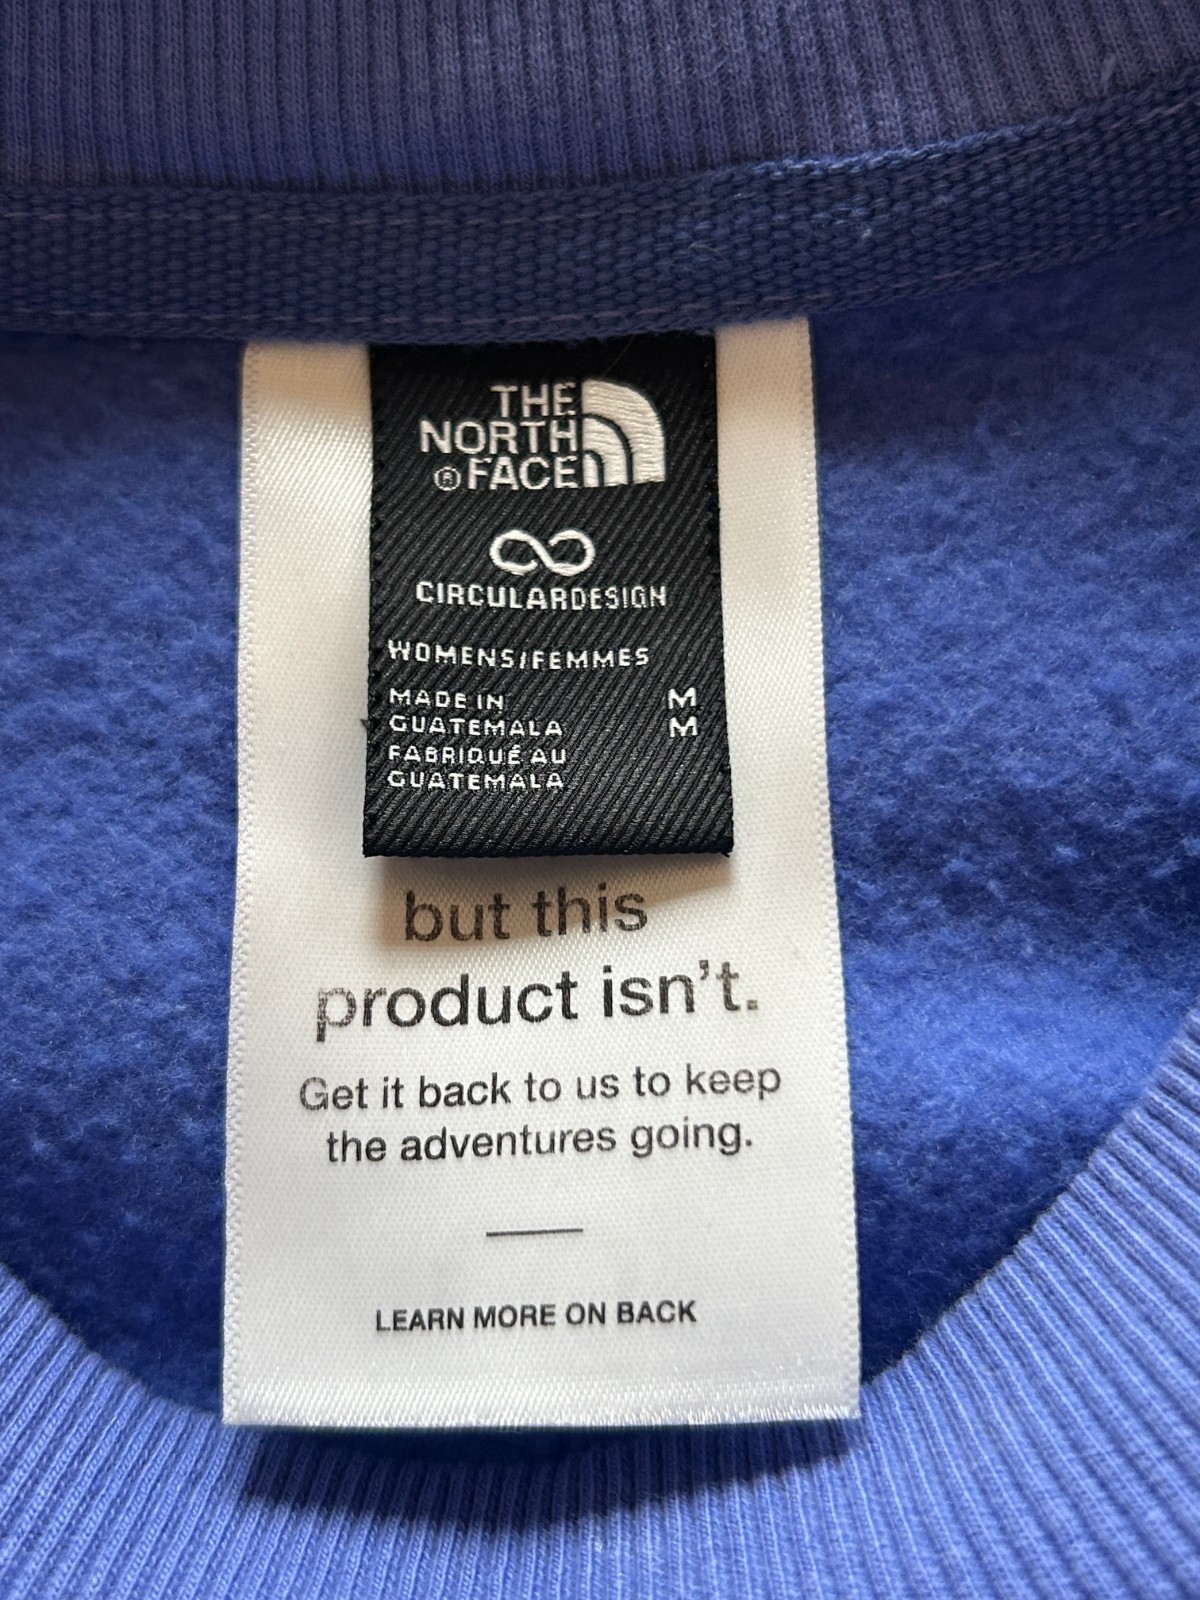 THE
NORTH
® FACE
CIRCULARDESIGN
WOMENS/FEMMES
MADE IN M
GUATEMALA M
FABRIQUÉ AU
GUATEMALA
but this
product isn't.
Get it back to us to keep
the adventures going.
LEARN MORE ON BACK